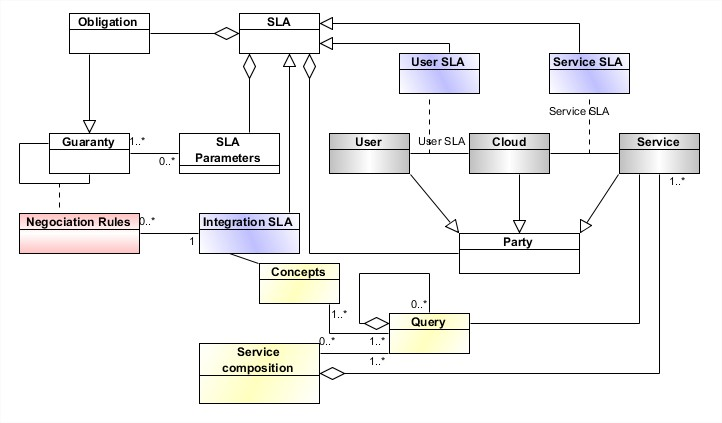 Obligation
SLA
User SLA
Service SLA
Service SLA
Guaranty
1..*
0..*
SLA
Parameters
User
User SLA
Cloud
Service
1..*
Negociation Rules
0..*
1
Integration SLA
Party
Concepts
1..*
0..*
Query
0..*
1..*
1..*
Service
composition